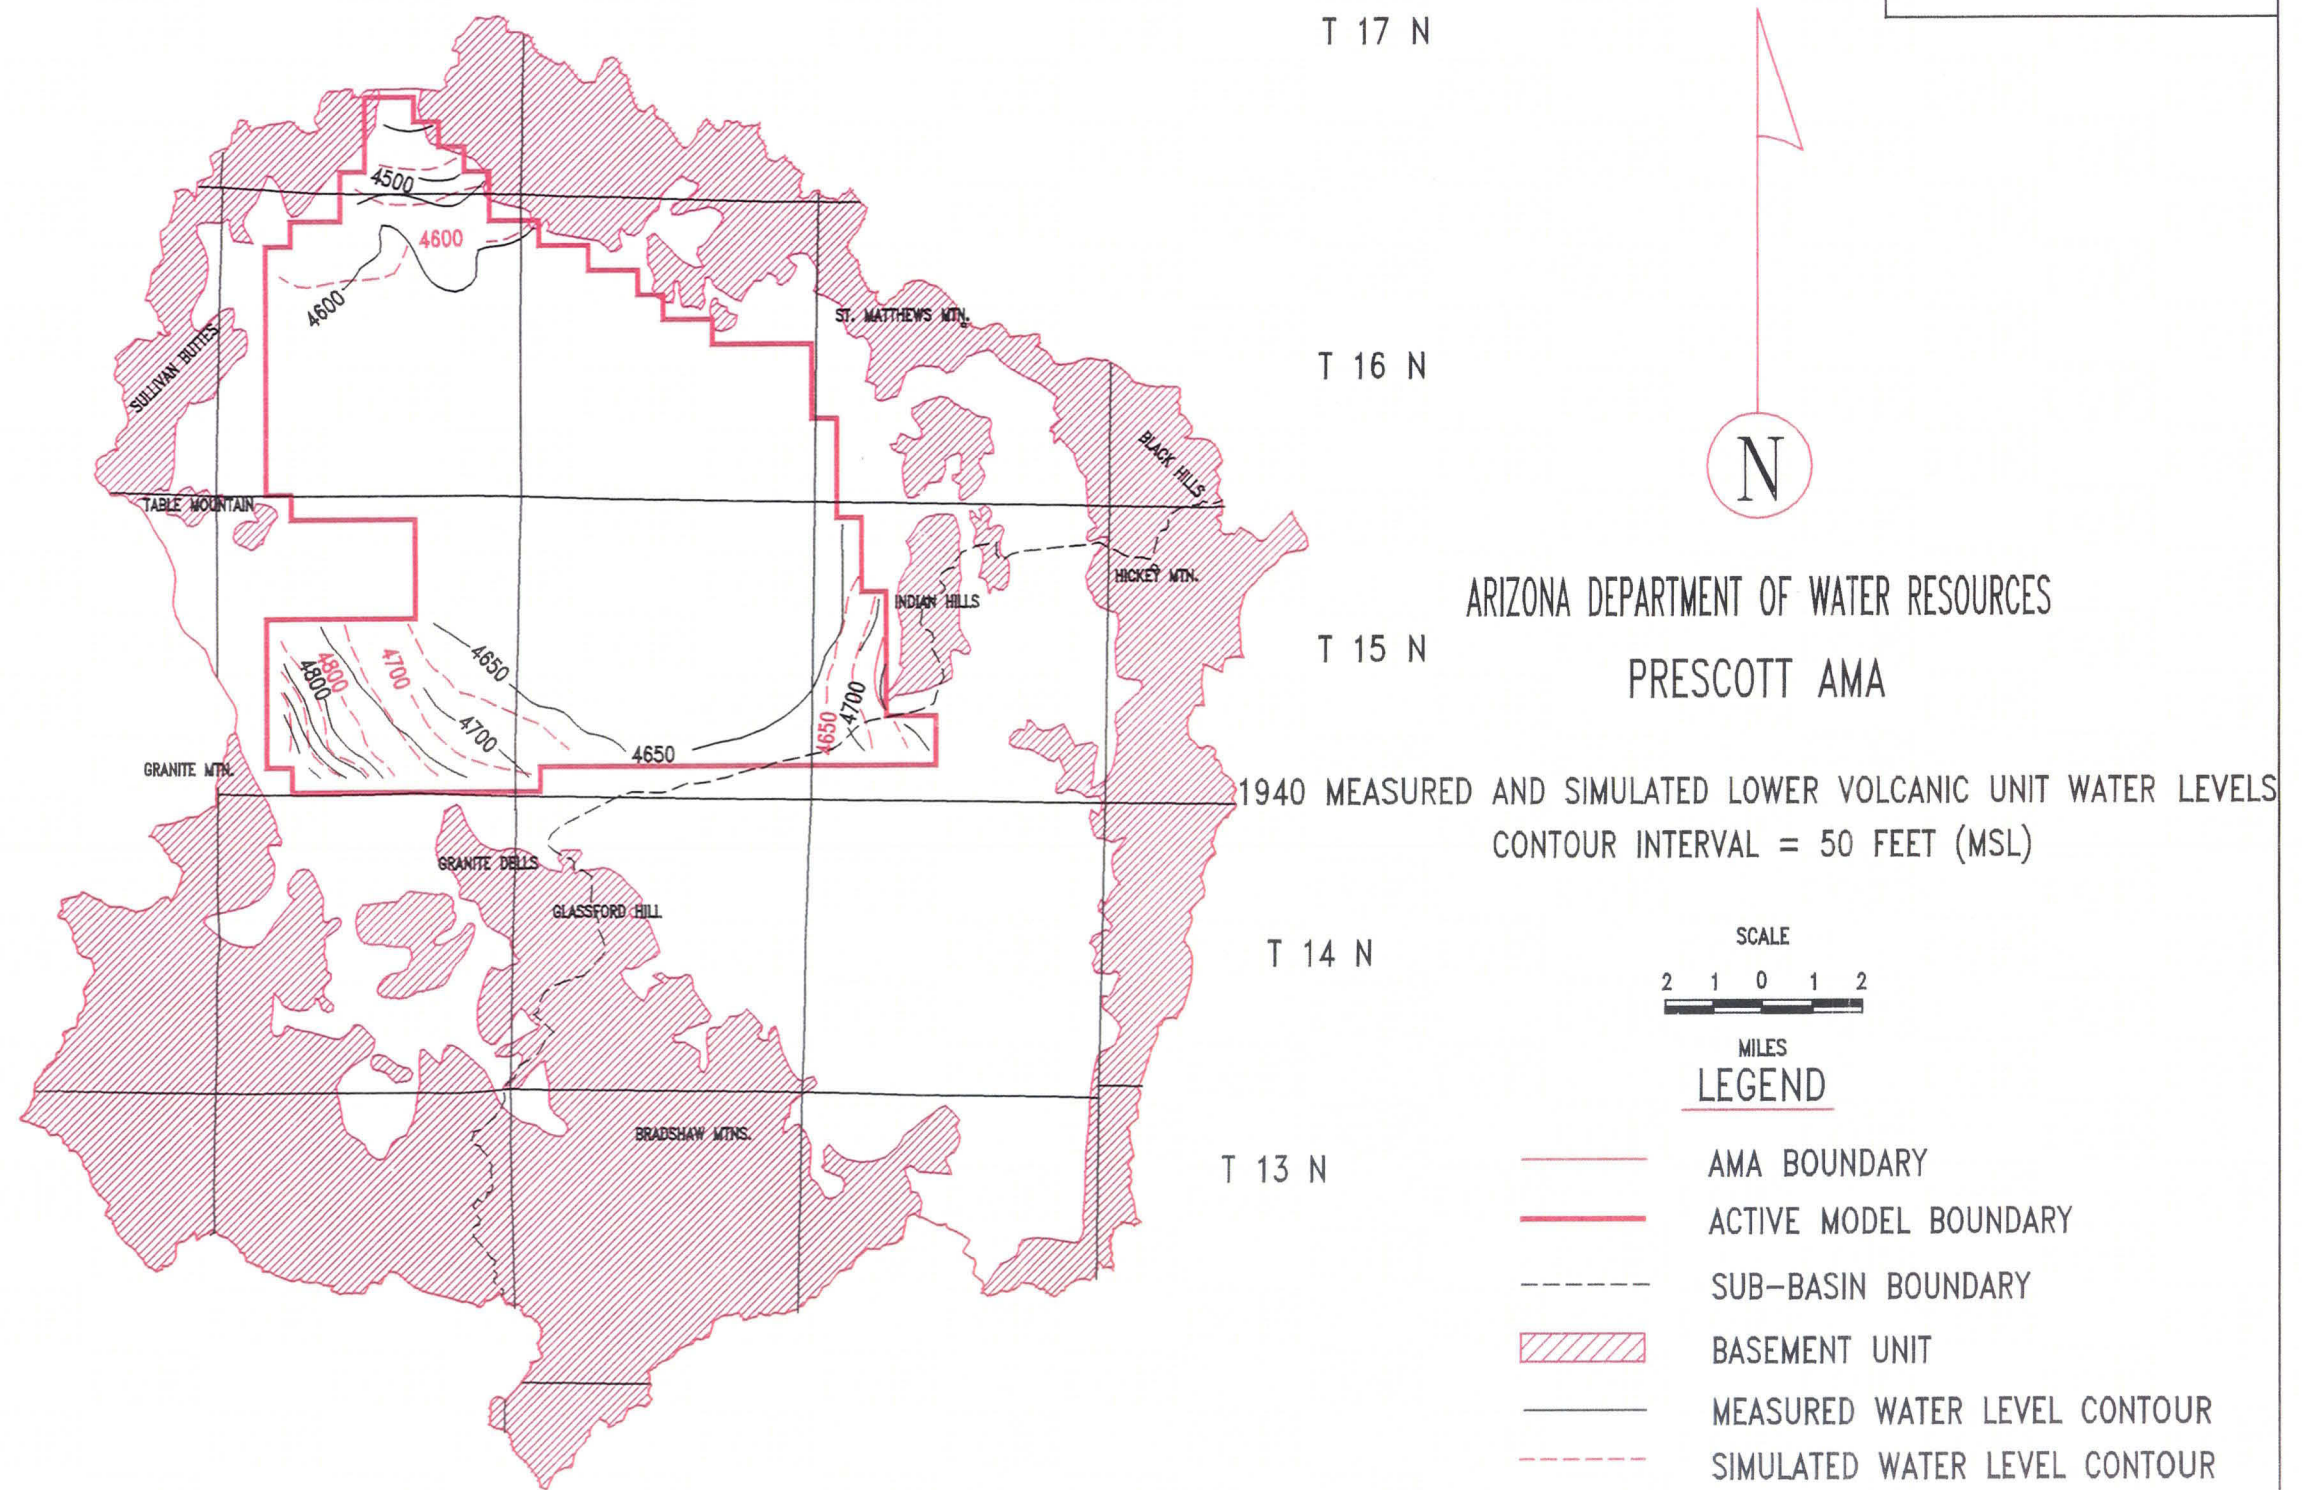 T 17 N
4500
4600
4600
ST. MATTHEWS MTN.
SULLIVAN BUTTES
T 16 N
BLACK HILLS
N
TABLE MOUNTAIN
HICKEY MTN.
INDIAN HILLS
ARIZONA DEPARTMENT OF WATER RESOURCES
T 15 N
PRESCOTT AMA
4650
4700
4800
4800
4700
4650
4700
4650
GRANITE MTN.
1940 MEASURED AND SIMULATED LOWER VOLCANIC UNIT WATER LEVELS
CONTOUR INTERVAL = 50 FEET (MSL)
GRANITE DELLS
GLASSFORD HILL
T 14 N
SCALE
2 1 0 1 2
MILES
LEGEND
BRADSHAW MTNS.
T 13 N
AMA BOUNDARY
ACTIVE MODEL BOUNDARY
SUB-BASIN BOUNDARY
BASEMENT UNIT
MEASURED WATER LEVEL CONTOUR
SIMULATED WATER LEVEL CONTOUR